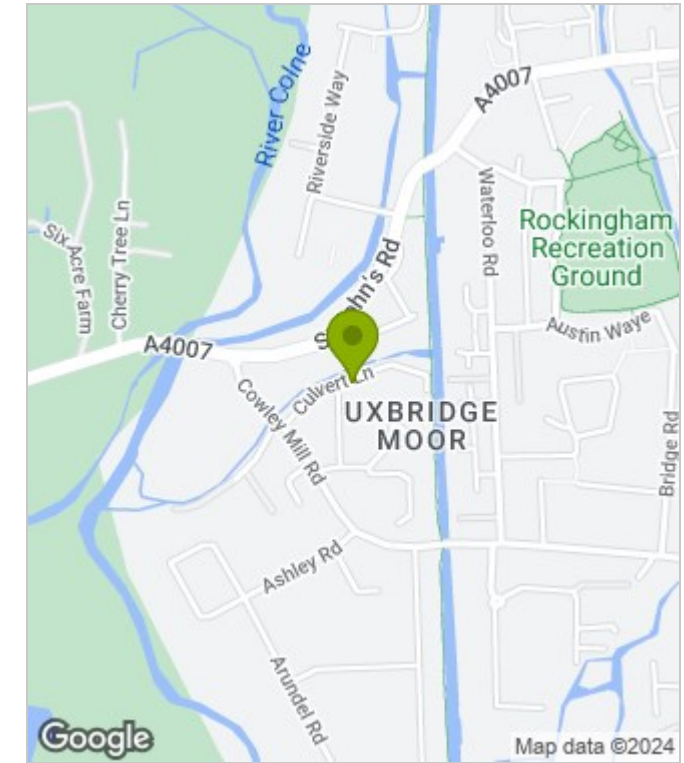 River Colne
Riverside Way
A4007
Waterloo Rd
Rockingham
Recreation
Ground
Six Acre Farm
Cherry Tree Ln
A4007
Austin Waye
Culvert Ln
UXBRIDGE
MOOR
Cowley Mill Rd
Bridge Rd
Ashley Rd
Arundel Rd
Google
Map data ©2024